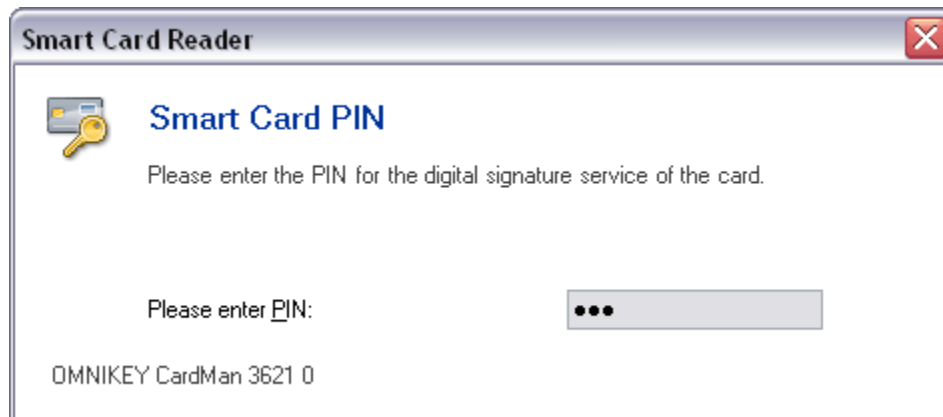 Smart Card Reader
Smart Card PIN
Please enter the PIN for the digital signature service of the card.
Please enter PIN: •••
OMNIKEY CardMan 3621 0